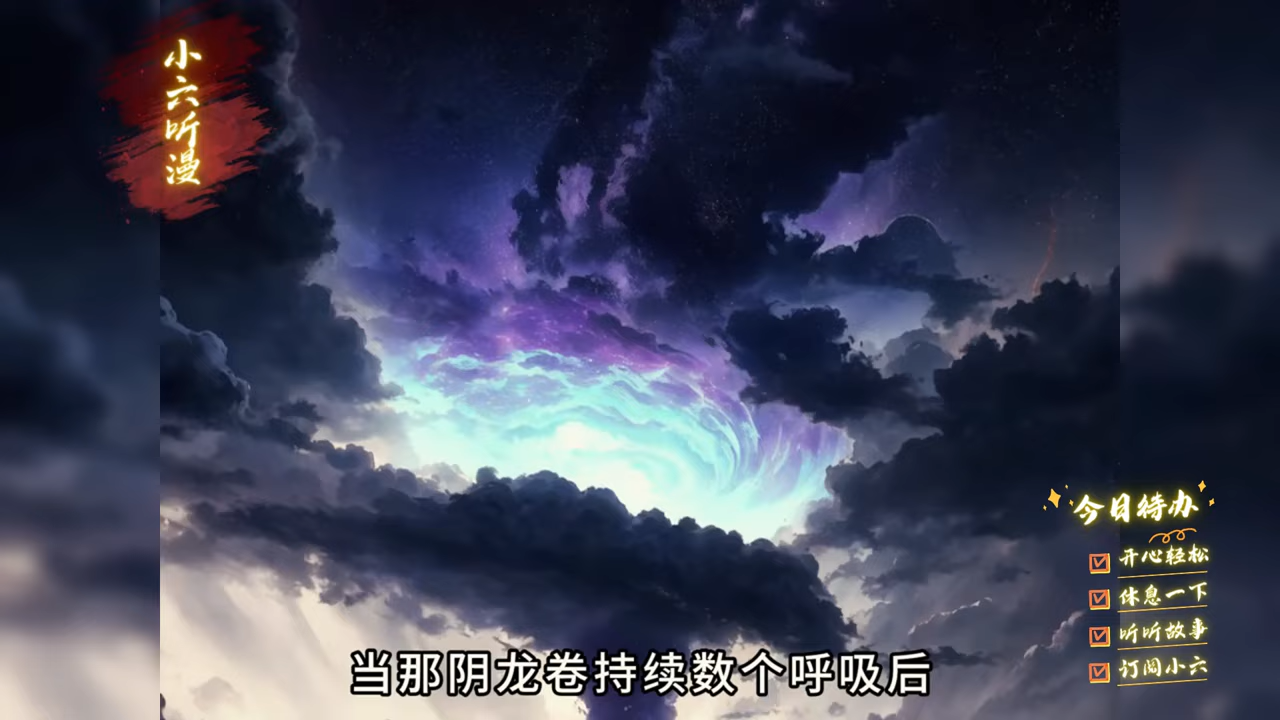 小六听漫
今日待办
开心轻松
休息一下
听听故事
订阅小六
当那阴龙卷持续数个呼吸后